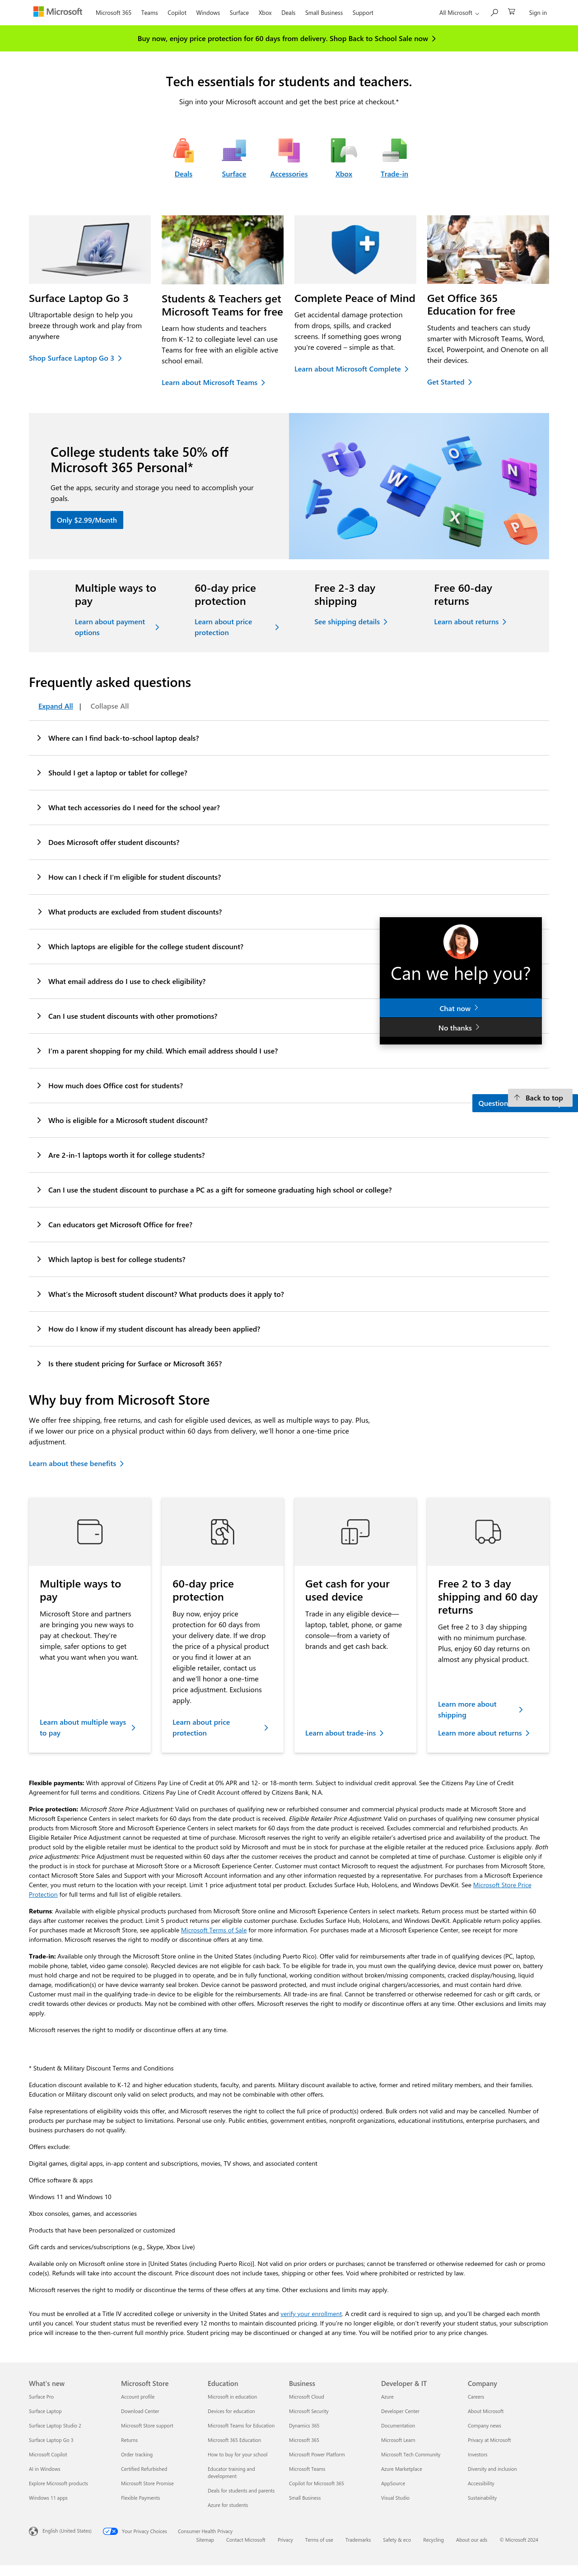 Microsoft
Microsoft 365 Teams Copilot Windows Surface Xbox Deals Small Business Support
All Microsoft
Sign in
Buy now, enjoy price protection for 60 days from delivery. Shop Back to School Sale now
Tech essentials for students and teachers.
Sign into your Microsoft account and get the best price at checkout.*
Deals
Surface
Accessories
Xbox
Trade-in
Surface Laptop Go 3
Ultraportable design to help you
breeze through work and play from
anywhere
Shop Surface Laptop Go 3
Students & Teachers get
Microsoft Teams for free
Learn how students and teachers
from K-12 to collegiate level can use
Teams for free with an eligible active
school email.
Learn about Microsoft Teams
Complete Peace of Mind
Get accidental damage protection
from drops, spills, and cracked
screens. If something goes wrong
you're covered – simple as that.
Learn about Microsoft Complete
Get Office 365
Education for free
Students and teachers can study
smarter with Microsoft Teams, Word,
Excel, Powerpoint, and Onenote on all
their devices.
Get Started
College students take 50% off
Microsoft 365 Personal*
Get the apps, security and storage you need to accomplish your
goals.
Only $2.99/Month
Multiple ways to
pay
Learn about payment
options
60-day price
protection
Learn about price
protection
Free 2-3 day
shipping
See shipping details
Free 60-day
returns
Learn about returns
Frequently asked questions
Expand All | Collapse All
Where can I find back-to-school laptop deals?
Should I get a laptop or tablet for college?
What tech accessories do I need for the school year?
Does Microsoft offer student discounts?
How can I check if I'm eligible for student discounts?
What products are excluded from student discounts?
Which laptops are eligible for the college student discount?
What email address do I use to check eligibility?
Can I use student discounts with other promotions?
I'm a parent shopping for my child. Which email address should I use?
How much does Office cost for students?
Who is eligible for a Microsoft student discount?
Are 2-in-1 laptops worth it for college students?
Can I use the student discount to purchase a PC as a gift for someone graduating high school or college?
Can educators get Microsoft Office for free?
Which laptop is best for college students?
What's the Microsoft student discount? What products does it apply to?
How do I know if my student discount has already been applied?
Is there student pricing for Surface or Microsoft 365?
Can we help you?
Chat now
No thanks
Back to top
Why buy from Microsoft Store
We offer free shipping, free returns, and cash for eligible used devices, as well as multiple ways to pay. Plus,
if we lower our price on a physical product within 60 days from delivery, we'll honor a one-time price
adjustment.
Learn about these benefits
Multiple ways to
pay
Microsoft Store and partners
are bringing you new ways to
pay at checkout. They're
simple, safer options to get
what you want when you want.
Learn about multiple ways
to pay
60-day price
protection
Buy now, enjoy price
protection for 60 days from
your delivery date. If we drop
the price of a physical product
or you find it lower at an
eligible retailer, contact us
and we'll honor a one-time
price adjustment. Exclusions
apply.
Learn about price
protection
Get cash for your
used device
Trade in any eligible device—
laptop, tablet, phone, or game
console—from a variety of
brands and get cash back.
Learn about trade-ins
Free 2 to 3 day
shipping and 60 day
returns
Get free 2 to 3 day shipping
with no minimum purchase.
Plus, enjoy 60 day returns on
almost any physical product.
Learn more about
shipping
Learn more about returns
Flexible payments: With approval of Citizens Pay Line of Credit at 0% APR and 12- or 18-month term. Subject to individual credit approval. See the Citizens Pay Line of Credit
Agreement for full terms and conditions. Citizens Pay Line of Credit Account offered by Citizens Bank, N.A.
Price protection: Microsoft Store Price Adjustment: Valid on purchases of qualifying new or refurbished consumer and commercial physical products made at Microsoft Store and
Microsoft Experience Centers in select markets for 60 days from the date the product is received. Eligible Retailer Price Adjustment: Valid on purchases of qualifying new consumer physical
products from Microsoft Store and Microsoft Experience Centers in select markets for 60 days from the date product is received. Excludes commercial and refurbished products. An
Eligible Retailer Price Adjustment cannot be requested at time of purchase. Microsoft reserves the right to verify an eligible retailer's price and availability of the product. The
product sold by the eligible retailer must be identical to the product purchased from Microsoft and must be in stock for purchase at the eligible retailer at the reduced price. Exclusions apply. Both
price adjustments: Price Adjustment must be requested within 60 days after the customer receives the product and cannot be completed at time purchase. Customer is eligible only if
the product is in stock for purchase at Microsoft Store or a Microsoft Experience Center. Customer must contact Microsoft to request the adjustment. For purchases from Microsoft Store,
contact Microsoft Store Sales and Support with your Microsoft Account information and any other information requested by a representative. For purchases from a Microsoft Experience
Center, you must return to the location with your receipt. Limit 1 price adjustment total per product. Excludes Surface Hub, HoloLens, and Windows DevKit. See Microsoft Store Price
Protection for full terms and full list of eligible retailers.
Returns: Available with eligible physical products purchased from Microsoft Store online and Microsoft Experience Centers in select markets. Return process must be started within 60
days after customer receives the product. Limit 5 product returns per eligible customer. Excludes Surface Hub, HoloLens, and Windows DevKit. Applicable return policy applies.
For purchases made at Microsoft Store, see applicable Microsoft Terms of Sale for more information. For purchases made at a Microsoft Experience Center, see receipt for more
information. Microsoft reserves the right to modify or discontinue offers at any time.
Trade-in: Available only through the Microsoft Store online in the United States (including Puerto Rico). Offer valid for reimbursements after trade in of qualifying devices (PC, laptop,
mobile phone, tablet, video game console). Recycled devices are not eligible for cash back. To be eligible for trade in, you must own the qualifying device, device must power on, battery
must hold charge and not be required to be plugged in to operate, and be in fully functional, working condition without broken/missing components, cracked display/housing, liquid
damage, modification(s) or have device warranty seal broken. Device cannot be password protected, and must include original chargers/accessories, and must contain hard drive.
Customer must mail in the qualifying trade-in device to be eligible for the reimbursements. All trade-ins are final. Cannot be transferred or otherwise redeemed for cash or gift cards, or
credit towards other devices or products. May not be combined with other offers. Microsoft reserves the right to modify or discontinue offers at any time. Other exclusions and limits may
apply.
Microsoft reserves the right to modify or discontinue offers at any time.
* Student & Military Discount Terms and Conditions
Education discount available to K-12 and higher education students, faculty, and parents. Military discount available to active, former and retired military members, and their families.
Education or Military discount only valid on select products, and may not be combinable with other offers.
False representations of eligibility voids this offer, and Microsoft reserves the right to collect the full price of product(s) ordered. Bulk orders not valid and may be cancelled. Number of
products per purchase may be subject to limitations. Personal use only. Public entities, government entities, nonprofit organizations, educational institutions, enterprise purchasers, and
business purchasers do not qualify.
Offers exclude:
Digital games, digital apps, in-app content and subscriptions, movies, TV shows, and associated content
Office software & apps
Windows 11 and Windows 10
Xbox consoles, games, and accessories
Products that have been personalized or customized
Gift cards and services/subscriptions (e.g., Skype, Xbox Live)
Available only on Microsoft online store in [United States (including Puerto Rico)]. Not valid on prior orders or purchases; cannot be transferred or otherwise redeemed for cash or promo
code(s). Refunds will take into account the discount. Price discount does not include taxes, shipping or other fees. Void where prohibited or restricted by law.
Microsoft reserves the right to modify or discontinue the terms of these offers at any time. Other exclusions and limits may apply.
You must be enrolled at a Title IV accredited college or university in the United States and verify your enrollment. A credit card is required to sign up, and you'll be charged each month
until you cancel. Your student status must be reverified every 12 months to maintain discounted pricing. If you're no longer eligible, or don't reverify your student status, your subscription
price will increase to the then-current full monthly price. Student pricing may be discontinued or changed at any time. You will be notified prior to any price changes.
What's new
Surface Pro
Surface Laptop
Surface Laptop Studio 2
Surface Laptop Go 3
Microsoft Copilot
AI in Windows
Explore Microsoft products
Windows 11 apps
Microsoft Store
Account profile
Download Center
Microsoft Store support
Returns
Order tracking
Certified Refurbished
Microsoft Store Promise
Flexible Payments
Education
Microsoft in education
Devices for education
Microsoft Teams for Education
Microsoft 365 Education
How to buy for your school
Educator training and
development
Deals for students and parents
Azure for students
Business
Microsoft Cloud
Microsoft Security
Dynamics 365
Microsoft 365
Microsoft Power Platform
Microsoft Teams
Copilot for Microsoft 365
Small Business
Developer & IT
Azure
Developer Center
Documentation
Microsoft Learn
Microsoft Tech Community
Azure Marketplace
AppSource
Visual Studio
Company
Careers
About Microsoft
Company news
Privacy at Microsoft
Investors
Diversity and inclusion
Accessibility
Sustainability
English (United States)
Your Privacy Choices
Consumer Health Privacy
Sitemap Contact Microsoft Privacy Terms of use Trademarks Safety & eco Recycling About our ads © Microsoft 2024